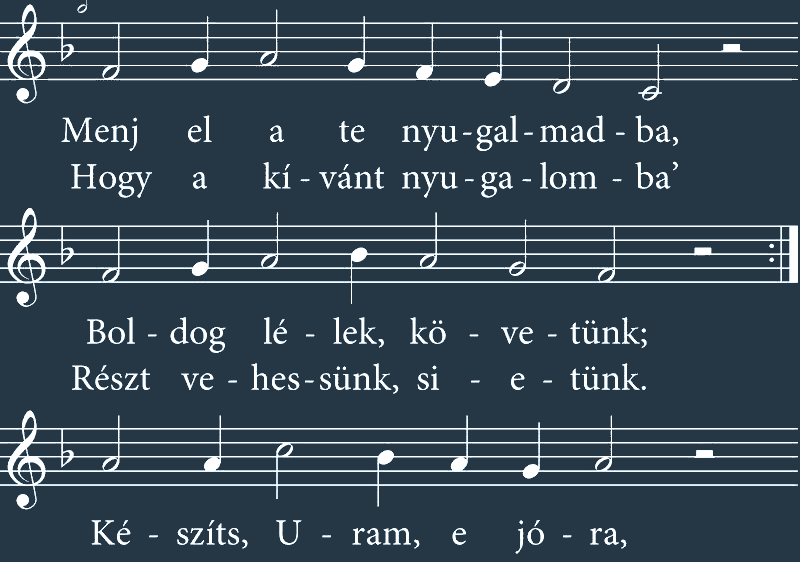 Menj el a te nyu-gal-mad - ba,
Hogy a kí - vánt nyu - ga - lom - ba’
Bol - dog lé - lek, kö - ve - tünk;
Részt ve - hes-sünk, si - e - tünk.
Ké - szíts, U - ram, e jó - ra,